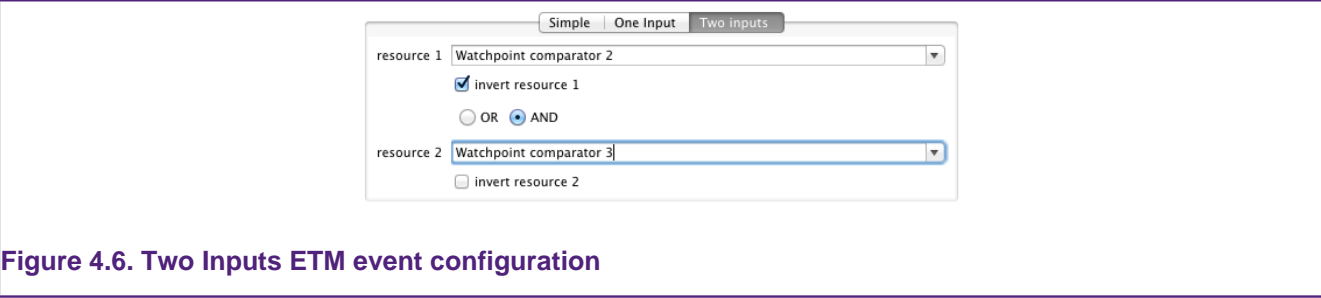 Simple One Input Two inputs
resource 1 Watchpoint comparator 2
invert resource 1
OR AND
resource 2 Watchpoint comparator 3
invert resource 2
Figure 4.6. Two Inputs ETM event configuration